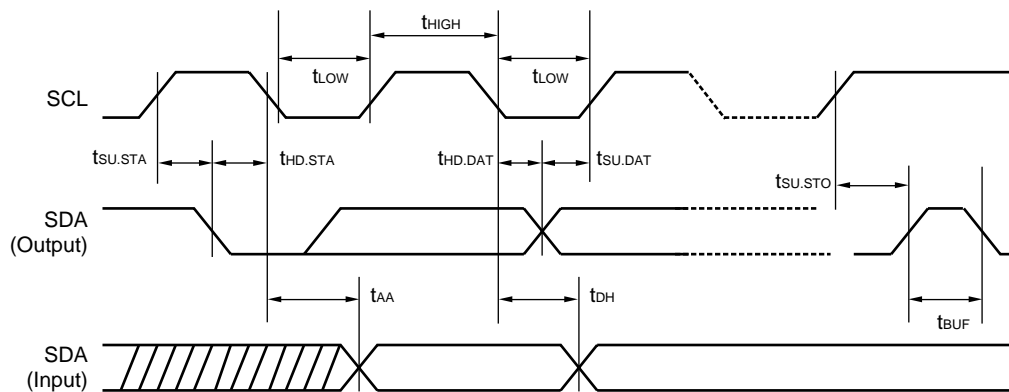 tHIGH
tLOW
tLOW
SCL
tSU.STA
tHD.STA
tHD.DAT
tSU.DAT
tSU.STO
SDA
(Output)
tAA
tDH
tBUF
SDA
(Input)